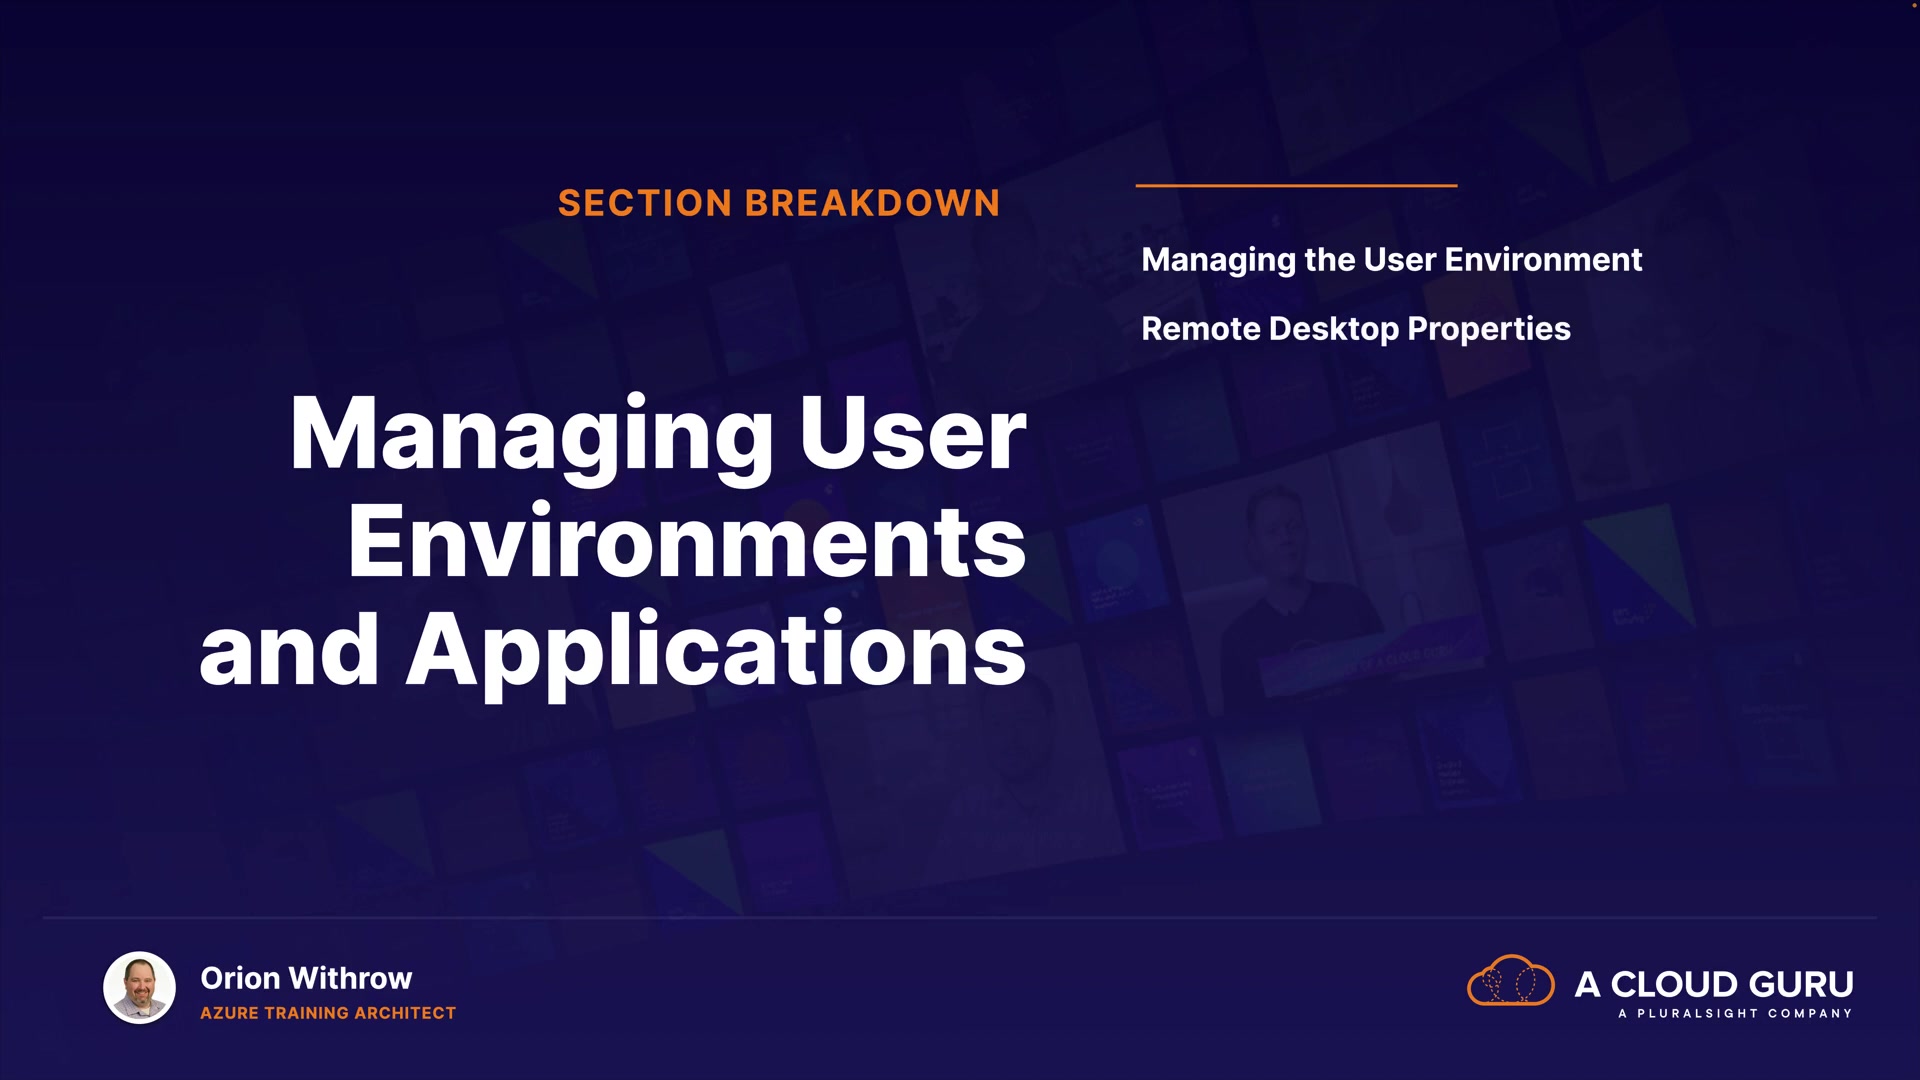 SECTION BREAKDOWN
Managing User
Environments
and Applications
Managing the User Environment
Remote Desktop Properties
Orion Withrow
AZURE TRAINING ARCHITECT
A CLOUD GURU
A PLURALSIGHT COMPANY